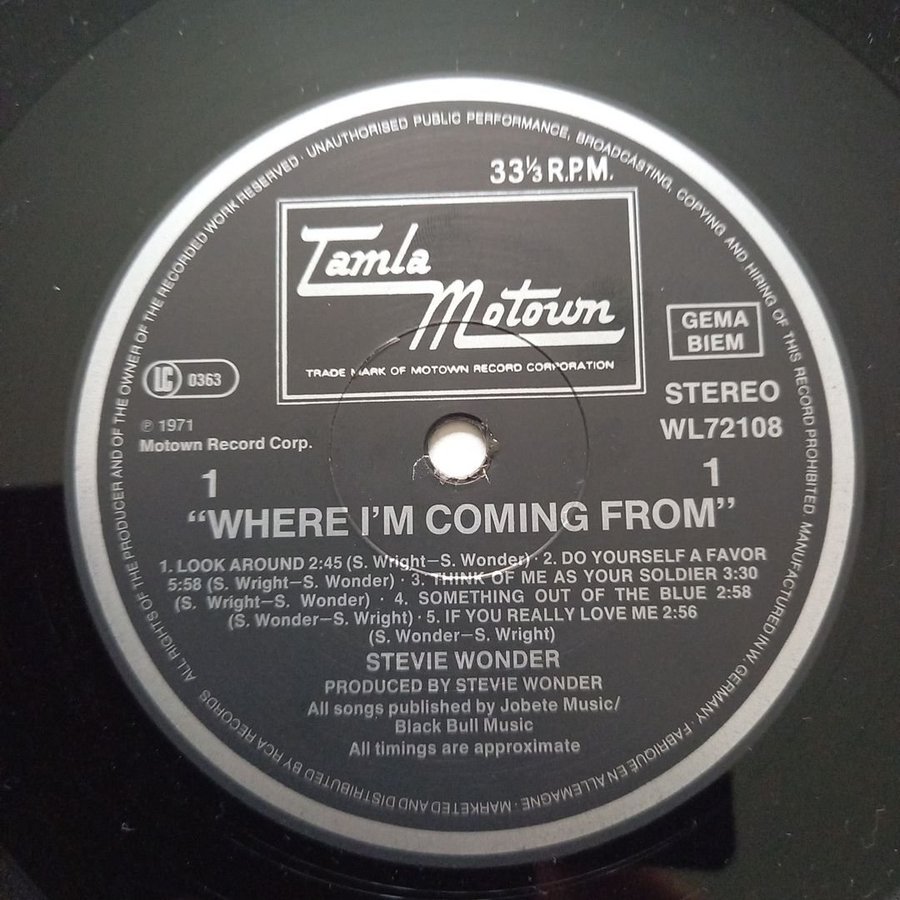 ALL RIGHTS OF THE PRODUCER AND OF THE OWNER OF THE RECORDED WORK RESERVED · UNAUTHORISED PUBLIC PERFORMANCE, BROADCASTING, COPYING AND HIRING OF THIS RECORD PROHIBITED. MANUFACTURED IN W. GERMANY · FABRIQUÉ EN ALLEMAGNE · MARKETED AND DISTRIBUTED BY RCA RECORDS
33⅓ R.P.M.
Tamla
Motown
TRADE MARK OF MOTOWN RECORD CORPORATION
GEMA
BIEM
LC 0363
STEREO
WL72108
℗ 1971
Motown Record Corp.
1
1
“WHERE I'M COMING FROM”
1. LOOK AROUND 2:45 (S. Wright–S. Wonder) · 2. DO YOURSELF A FAVOR
5:58 (S. Wright–S. Wonder) · 3. THINK OF ME AS YOUR SOLDIER 3:30
(S. Wright–S. Wonder) · 4. SOMETHING OUT OF THE BLUE 2:58
(S. Wonder–S. Wright) · 5. IF YOU REALLY LOVE ME 2:56
(S. Wonder–S. Wright)
STEVIE WONDER
PRODUCED BY STEVIE WONDER
All songs published by Jobete Music/
Black Bull Music
All timings are approximate